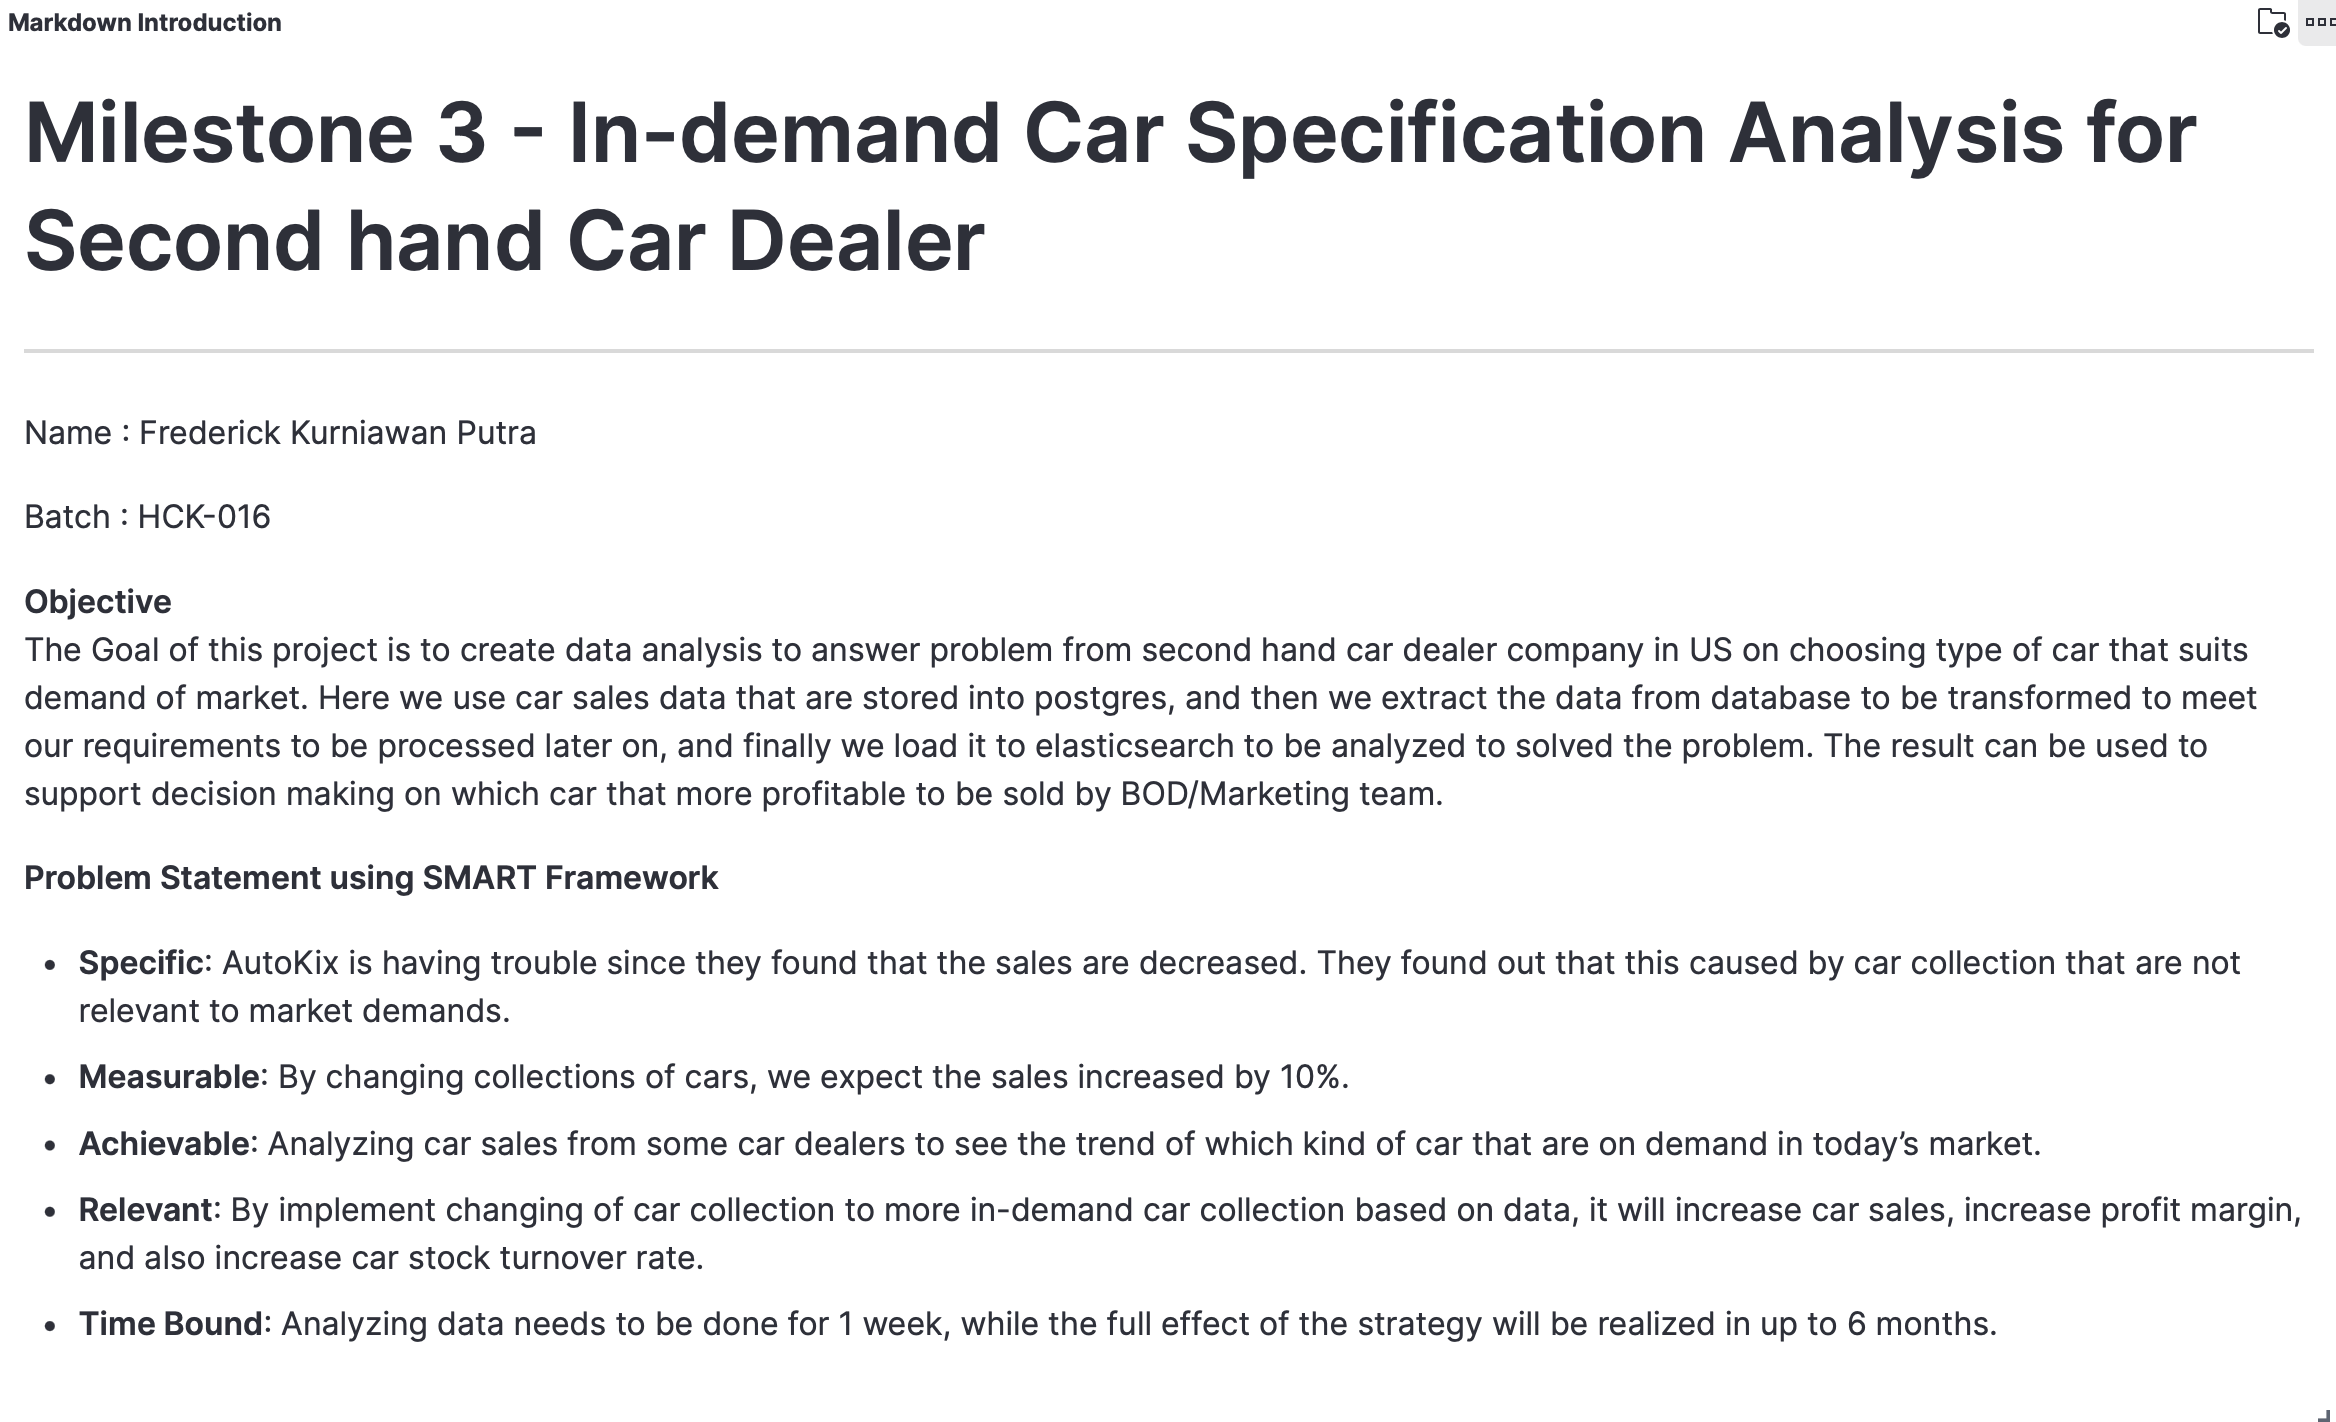 Markdown Introduction
Milestone 3 - In-demand Car Specification Analysis for
Second hand Car Dealer
Name : Frederick Kurniawan Putra
Batch : HCK-016
Objective
The Goal of this project is to create data analysis to answer problem from second hand car dealer company in US on choosing type of car that suits
demand of market. Here we use car sales data that are stored into postgres, and then we extract the data from database to be transformed to meet
our requirements to be processed later on, and finally we load it to elasticsearch to be analyzed to solved the problem. The result can be used to
support decision making on which car that more profitable to be sold by BOD/Marketing team.
Problem Statement using SMART Framework
• Specific: AutoKix is having trouble since they found that the sales are decreased. They found out that this caused by car collection that are not
relevant to market demands.
• Measurable: By changing collections of cars, we expect the sales increased by 10%.
• Achievable: Analyzing car sales from some car dealers to see the trend of which kind of car that are on demand in today’s market.
• Relevant: By implement changing of car collection to more in-demand car collection based on data, it will increase car sales, increase profit margin,
and also increase car stock turnover rate.
• Time Bound: Analyzing data needs to be done for 1 week, while the full effect of the strategy will be realized in up to 6 months.